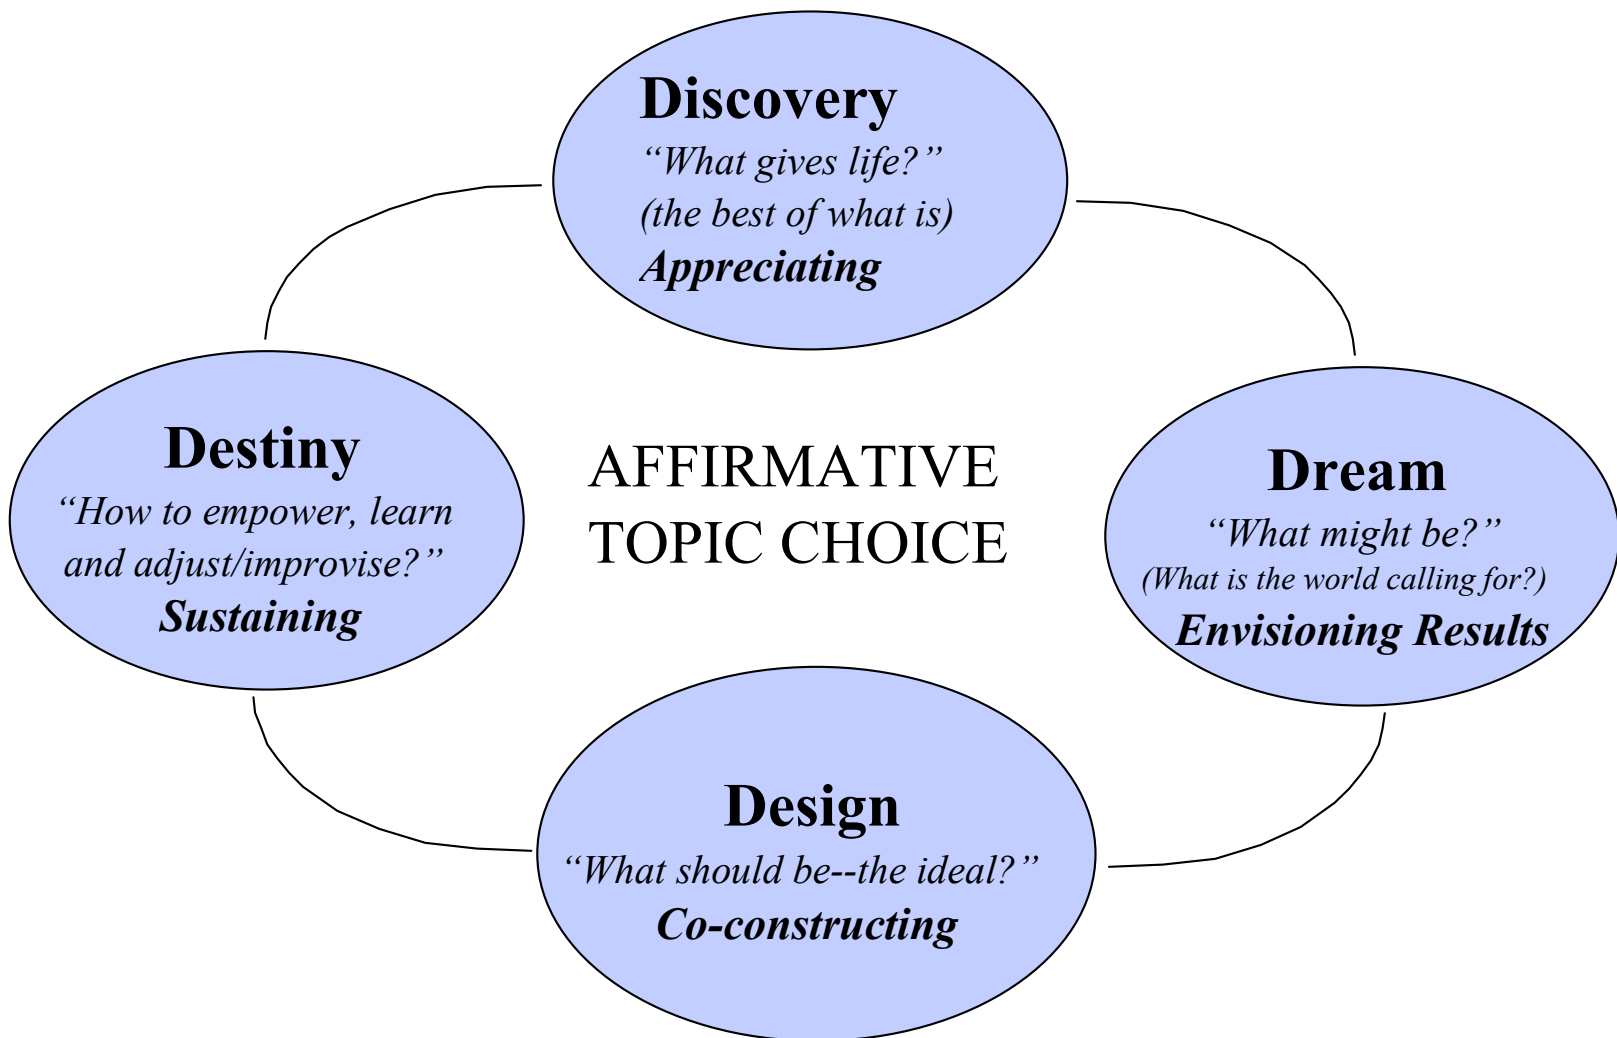 Discovery
“What gives life?”
(the best of what is)
Appreciating
Destiny
“How to empower, learn
and adjust/improvise?”
Sustaining
AFFIRMATIVE
TOPIC CHOICE
Dream
“What might be?”
(What is the world calling for?)
Envisioning Results
Design
“What should be--the ideal?”
Co-constructing